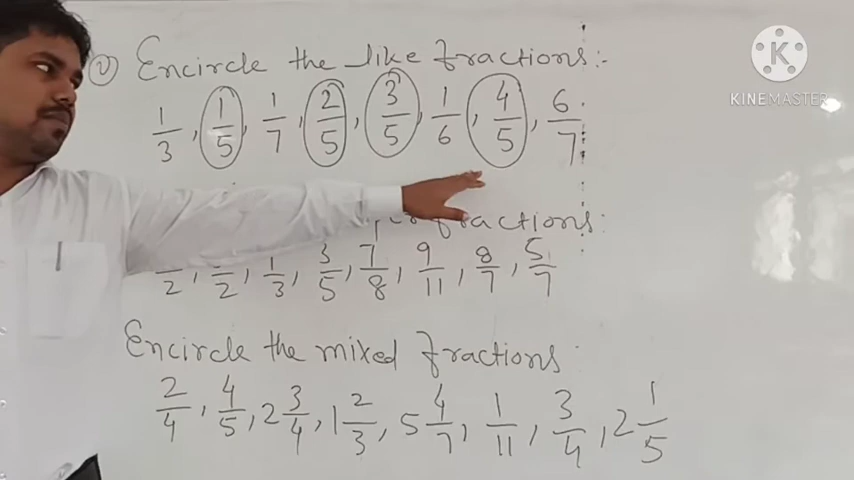 (v) Encircle the like fractions:-
1/3, 1/5, 1/7, 2/5, 3/5, 1/6, 4/5, 6/7
fractions:
2, 2, 1/3, 3/5, 7/8, 9/11, 8/7, 5/7
Encircle the mixed fractions:
2/4, 4/5, 2 3/4, 1 2/3, 5 4/7, 1/11, 3/4, 2 1/5
KINEMASTER